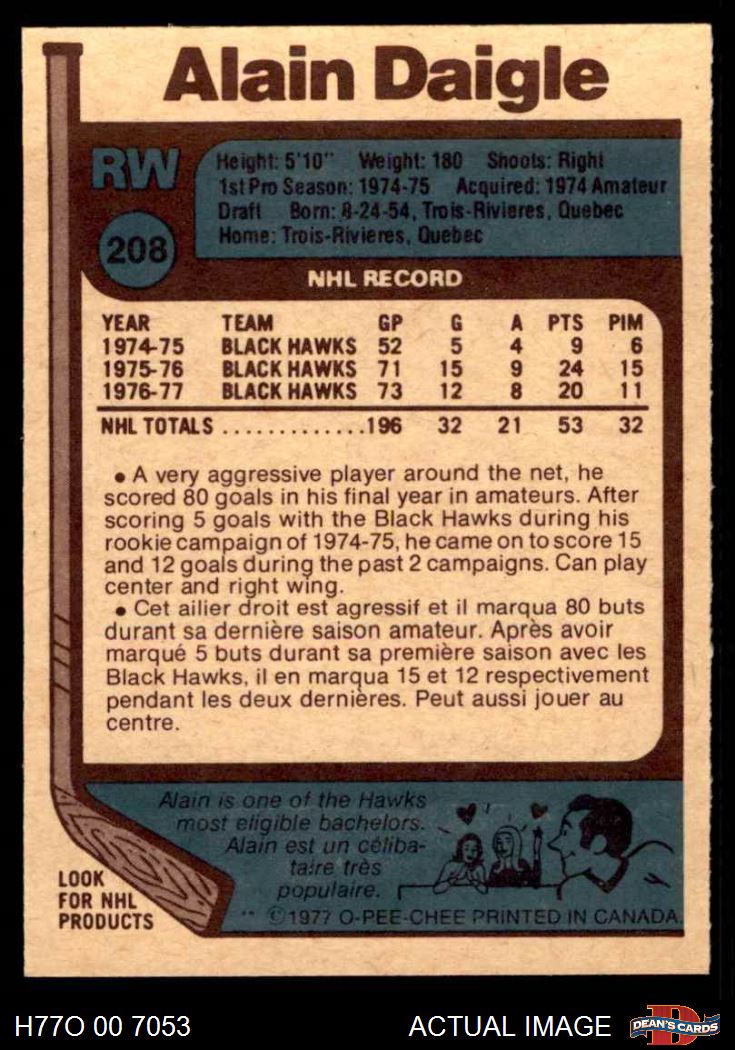 Alain Daigle
RW
208
Height: 5'10" Weight: 180 Shoots: Right
1st Pro Season: 1974-75 Acquired: 1974 Amateur
Draft Born: 8-24-54, Trois-Rivieres, Quebec
Home: Trois-Rivieres, Quebec
NHL RECORD
YEAR TEAM GP G A PTS PIM
1974-75 BLACK HAWKS 52 5 4 9 6
1975-76 BLACK HAWKS 71 15 9 24 15
1976-77 BLACK HAWKS 73 12 8 20 11
NHL TOTALS .............196 32 21 53 32
• A very aggressive player around the net, he
scored 80 goals in his final year in amateurs. After
scoring 5 goals with the Black Hawks during his
rookie campaign of 1974-75, he came on to score 15
and 12 goals during the past 2 campaigns. Can play
center and right wing.
• Cet ailier droit est agressif et il marqua 80 buts
durant sa dernière saison amateur. Après avoir
marqué 5 buts durant sa première saison avec les
Black Hawks, il en marqua 15 et 12 respectivement
pendant les deux dernières. Peut aussi jouer au
centre.
Alain is one of the Hawks
most eligible bachelors.
Alain est un céliba-
taire très
populaire.
LOOK
FOR NHL
PRODUCTS
** ©1977 O-PEE-CHEE PRINTED IN CANADA.
H77O 00 7053
ACTUAL IMAGE
D
DEAN'S CARDS